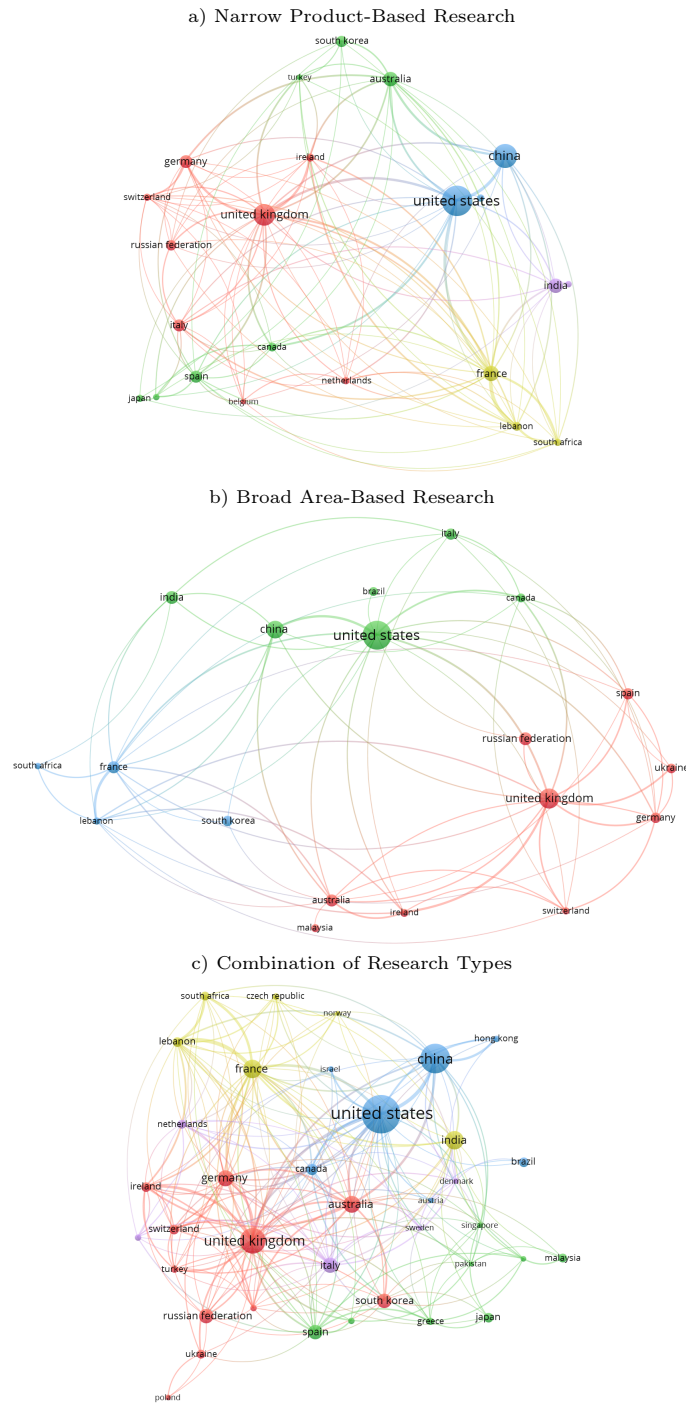 a) Narrow Product-Based Research
south korea
turkey
australia
ireland
china
germany
switzerland
united states
united kingdom
russian federation
india
italy
canada
france
spain
netherlands
japan
belgium
lebanon
south africa
b) Broad Area-Based Research
italy
brazil
india
canada
china
united states
spain
russian federation
south africa
france
ukraine
united kingdom
lebanon
south korea
germany
australia
ireland
switzerland
malaysia
c) Combination of Research Types
south africa
czech republic
norway
lebanon
hong kong
china
france
israel
united states
netherlands
india
brazil
canada
germany
denmark
ireland
austria
australia
switzerland
sweden
singapore
united kingdom
malaysia
italy
pakistan
turkey
south korea
russian federation
japan
greece
spain
ukraine
poland